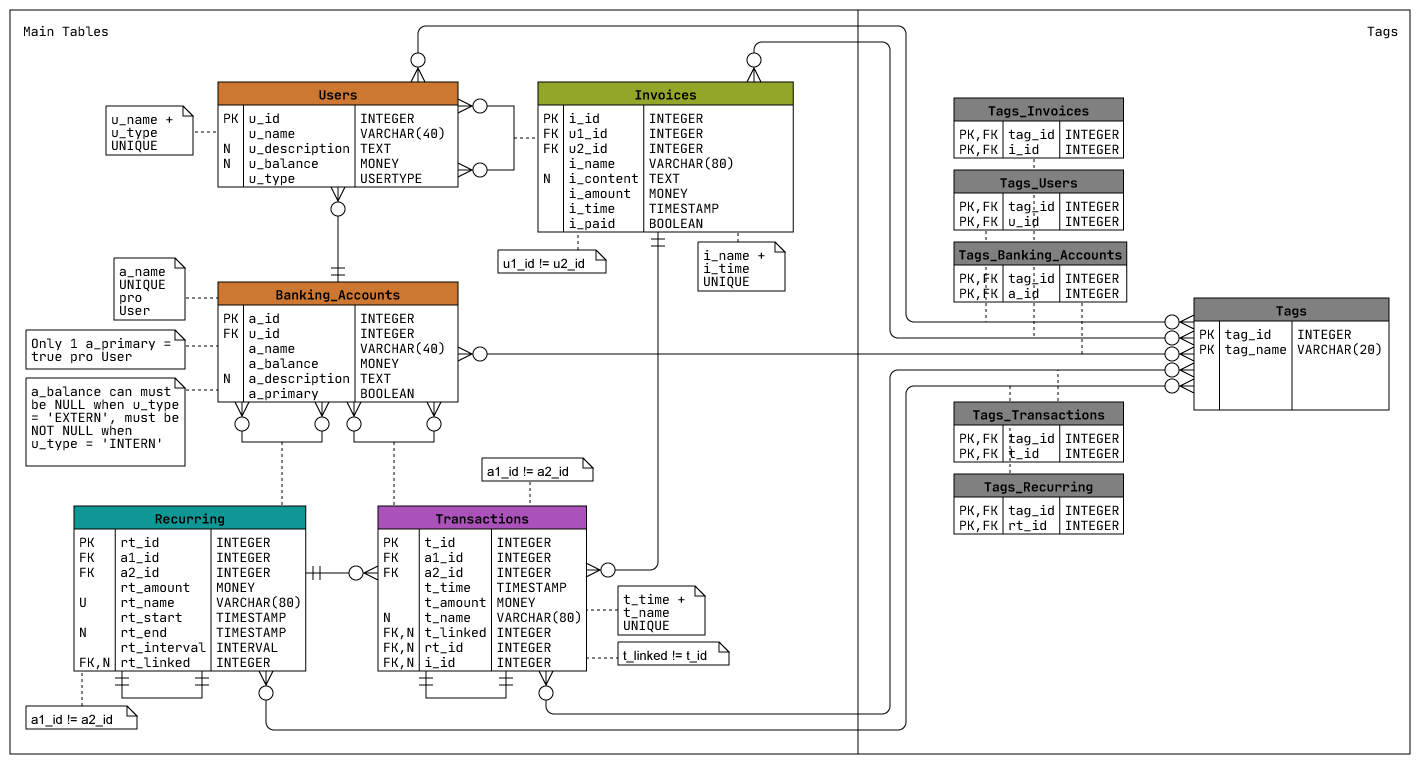 Main Tables
Tags
Users
PK u_id INTEGER
u_name VARCHAR(40)
N u_description TEXT
N u_balance MONEY
u_type USERTYPE
u_name +
u_type
UNIQUE
Invoices
PK i_id INTEGER
FK u1_id INTEGER
FK u2_id INTEGER
i_name VARCHAR(80)
N i_content TEXT
i_amount MONEY
i_time TIMESTAMP
i_paid BOOLEAN
u1_id != u2_id
i_name +
i_time
UNIQUE
a_name
UNIQUE
pro
User
Only 1 a_primary =
true pro User
a_balance can must
be NULL when u_type
= 'EXTERN', must be
NOT NULL when
u_type = 'INTERN'
Banking_Accounts
PK a_id INTEGER
FK u_id INTEGER
a_name VARCHAR(40)
a_balance MONEY
N a_description TEXT
a_primary BOOLEAN
a1_id != a2_id
Recurring
PK rt_id INTEGER
FK a1_id INTEGER
FK a2_id INTEGER
rt_amount MONEY
U rt_name VARCHAR(80)
rt_start TIMESTAMP
N rt_end TIMESTAMP
rt_interval INTERVAL
FK,N rt_linked INTEGER
a1_id != a2_id
Transactions
PK t_id INTEGER
FK a1_id INTEGER
FK a2_id INTEGER
t_time TIMESTAMP
t_amount MONEY
N t_name VARCHAR(80)
FK,N t_linked INTEGER
FK,N rt_id INTEGER
FK,N i_id INTEGER
t_time +
t_name
UNIQUE
t_linked != t_id
Tags_Invoices
PK,FK tag_id INTEGER
PK,FK i_id INTEGER
Tags_Users
PK,FK tag_id INTEGER
PK,FK u_id INTEGER
Tags_Banking_Accounts
PK,FK tag_id INTEGER
PK,FK a_id INTEGER
Tags
PK tag_id INTEGER
PK tag_name VARCHAR(20)
Tags_Transactions
PK,FK tag_id INTEGER
PK,FK t_id INTEGER
Tags_Recurring
PK,FK tag_id INTEGER
PK,FK rt_id INTEGER